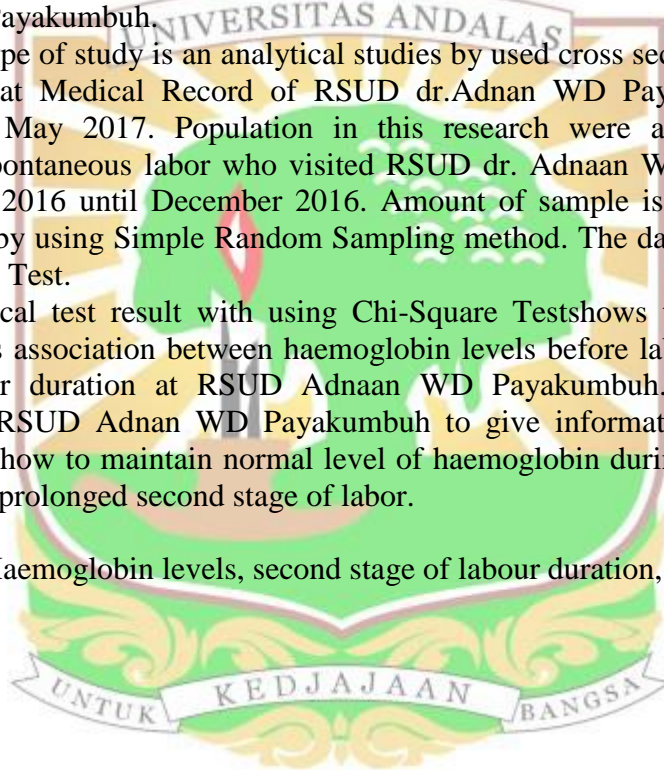 Payakumbuh.
UNIVERSITAS ANDALAS
pe of study is an analytical studies by used cross sec
at Medical Record of RSUD dr.Adnan WD Pay
May 2017. Population in this research were a
pontaneous labor who visited RSUD dr. Adnaan W
2016 until December 2016. Amount of sample is
by using Simple Random Sampling method. The da
Test.
cal test result with using Chi-Square Testshows
s association between haemoglobin levels before la
r duration at RSUD Adnaan WD Payakumbuh.
RSUD Adnan WD Payakumbuh to give informat
how to maintain normal level of haemoglobin duri
prolonged second stage of labor.
Haemoglobin levels, second stage of labour duration,
UNTUK KEDJAJAAN BANGSA